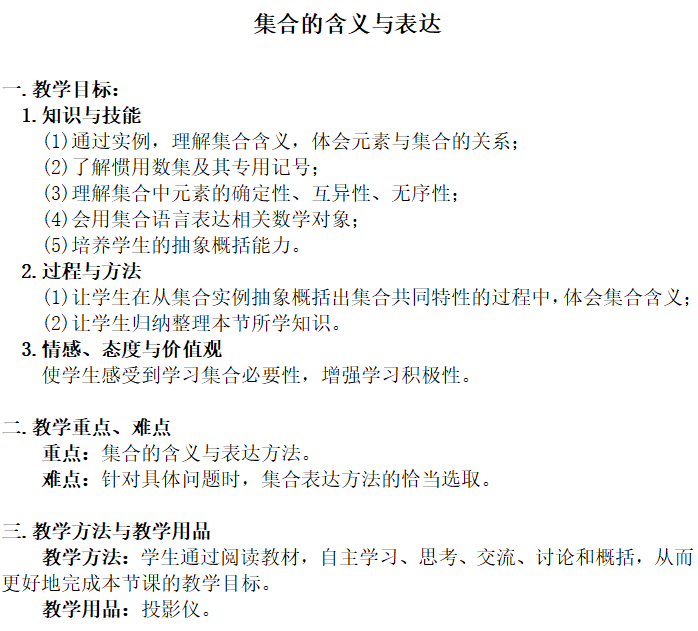 集合的含义与表达
一.教学目标：
1.知识与技能
(1)通过实例，理解集合含义，体会元素与集合的关系；
(2)了解惯用数集及其专用记号；
(3)理解集合中元素的确定性、互异性、无序性；
(4)会用集合语言表达相关数学对象；
(5)培养学生的抽象概括能力。
2.过程与方法
(1)让学生在从集合实例抽象概括出集合共同特性的过程中，体会集合含义；
(2)让学生归纳整理本节所学知识。
3.情感、态度与价值观
使学生感受到学习集合必要性，增强学习积极性。
二.教学重点、难点
重点：集合的含义与表达方法。
难点：针对具体问题时，集合表达方法的恰当选取。
三.教学方法与教学用品
教学方法：学生通过阅读教材，自主学习、思考、交流、讨论和概括，从而
更好地完成本节课的教学目标。
教学用品：投影仪。